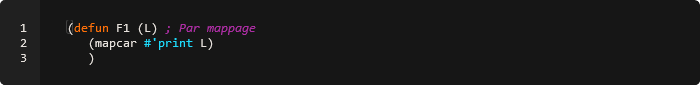 1 (defun F1 (L) ; Par mappage
2 (mapcar #'print L)
3 )